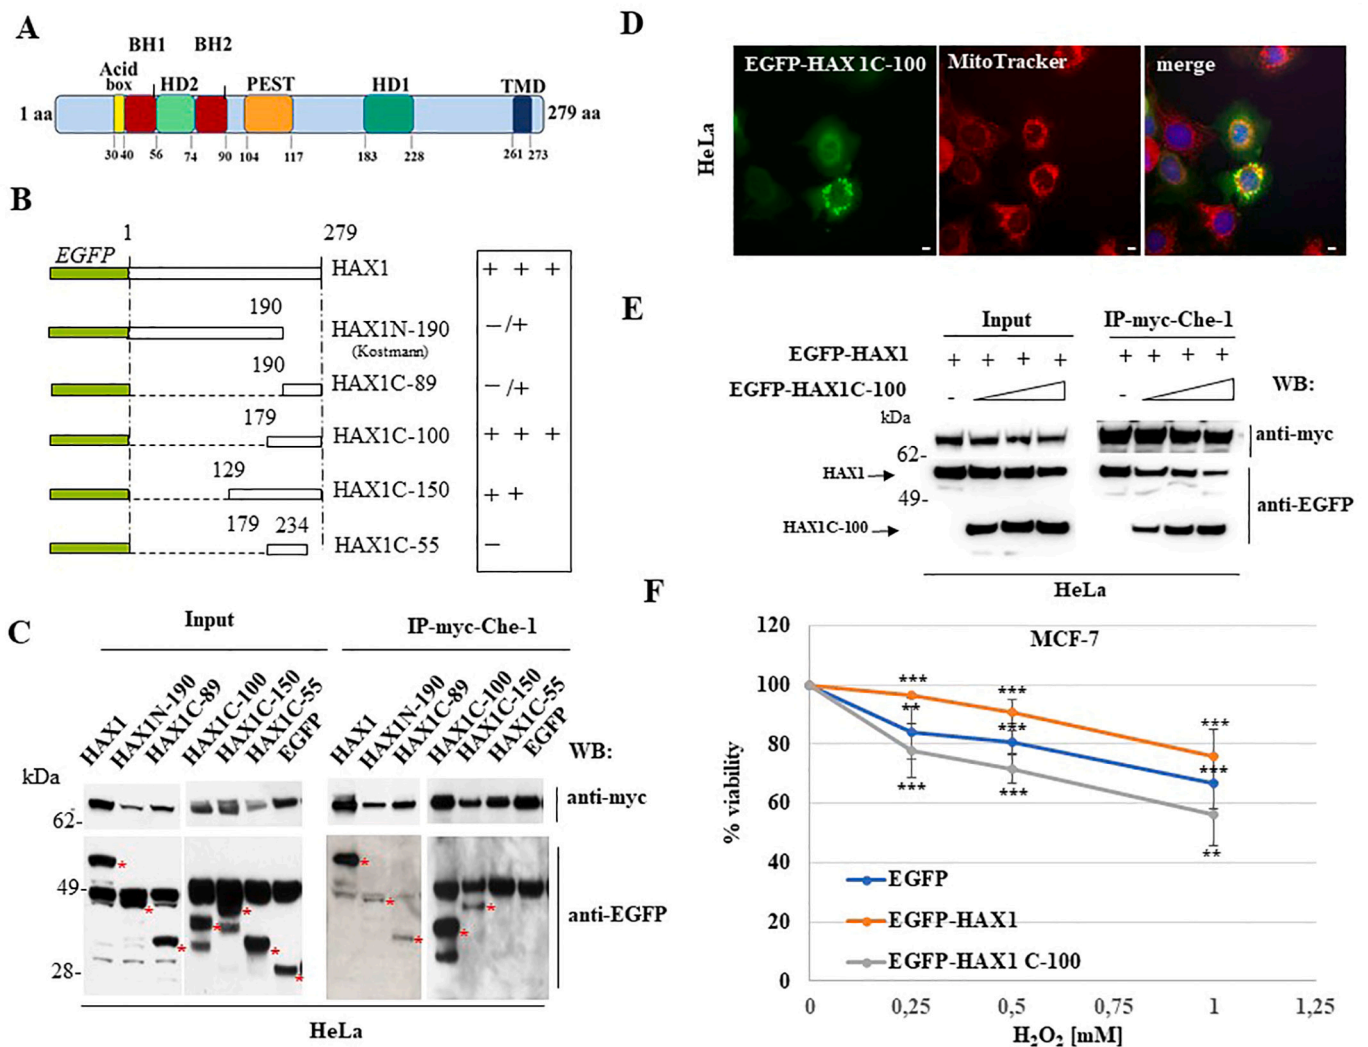 A
BH1 BH2
Acid box HD2 PEST HD1 TMD
1 aa 279 aa
30 40 56 74 90 104 117 183 228 261 273
B
1 279
EGFP
HAX1 + + +
190
HAX1N-190 −/+
(Kostmann)
190
HAX1C-89 −/+
179
HAX1C-100 + + +
129
HAX1C-150 + +
179 234
HAX1C-55 −
C
Input IP-myc-Che-1
HAX1 HAX1N-190 HAX1C-89 HAX1C-100 HAX1C-150 HAX1C-55 EGFP
HAX1 HAX1N-190 HAX1C-89 HAX1C-100 HAX1C-150 HAX1C-55 EGFP
WB:
kDa
62- anti-myc
* * * * * * *
* * * * *
49-
anti-EGFP
28-
HeLa
D
EGFP-HAX 1C-100 MitoTracker merge
HeLa
E
Input IP-myc-Che-1
EGFP-HAX1 + + + + + + + +
EGFP-HAX1C-100 - -
WB:
kDa
anti-myc
62-
HAX1
49-
anti-EGFP
HAX1C-100
HeLa
F
MCF-7
120
100
80
60
40
20
0
% viability
*** *** ***
** *** ***
*** *** **
EGFP
EGFP-HAX1
EGFP-HAX1 C-100
0 0,25 0,5 0,75 1 1,25
H₂O₂ [mM]